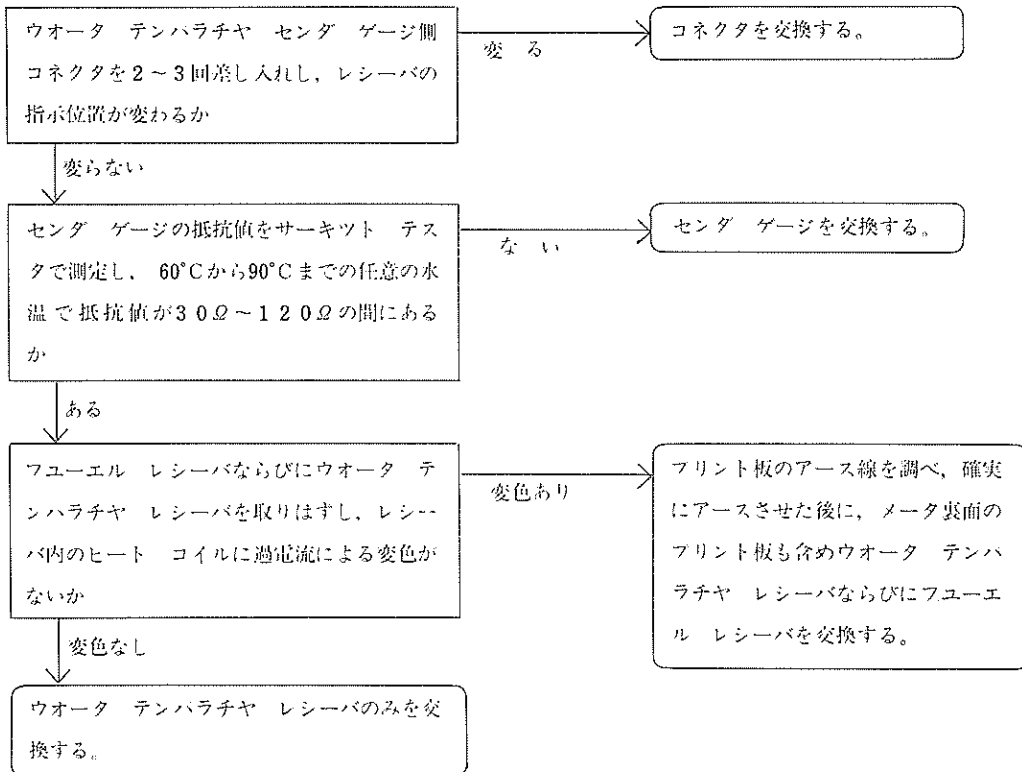 ウオータ テンパラチヤ センダ ゲージ側
コネクタを2～3回差し入れし，レシーバの
指示位置が変わるか
変 る
コネクタを交換する。
変らない
センダ ゲージの抵抗値をサーキツト テス
タで測定し， 60°Cから90°Cまでの任意の水
温で抵抗値が30Ω～120Ωの間にある
か
な い
センダ ゲージを交換する。
ある
フユーエル レシーバならびにウオータ テ
ンパラチヤ レシーバを取りはずし，レシー
バ内のヒート コイルに過電流による変色が
ないか
変色あり
プリント板のアース線を調べ，確実
にアースさせた後に，メータ裏面の
プリント板も含めウオータ テンパ
ラチヤ レシーバならびにフユーエ
ル レシーバを交換する。
変色なし
ウオータ テンパラチヤ レシーバのみを交
換する。